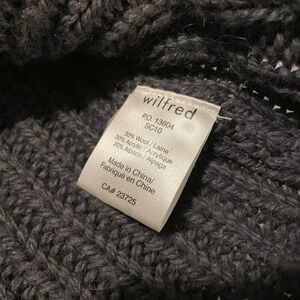 wilfred
P.O. 13604
SC10
50% Wool / Laine
30% Acrylic / Acrylique
20% Alpaca / Alpaga
Made in China/
Fabriqué en Chine
CA# 23725